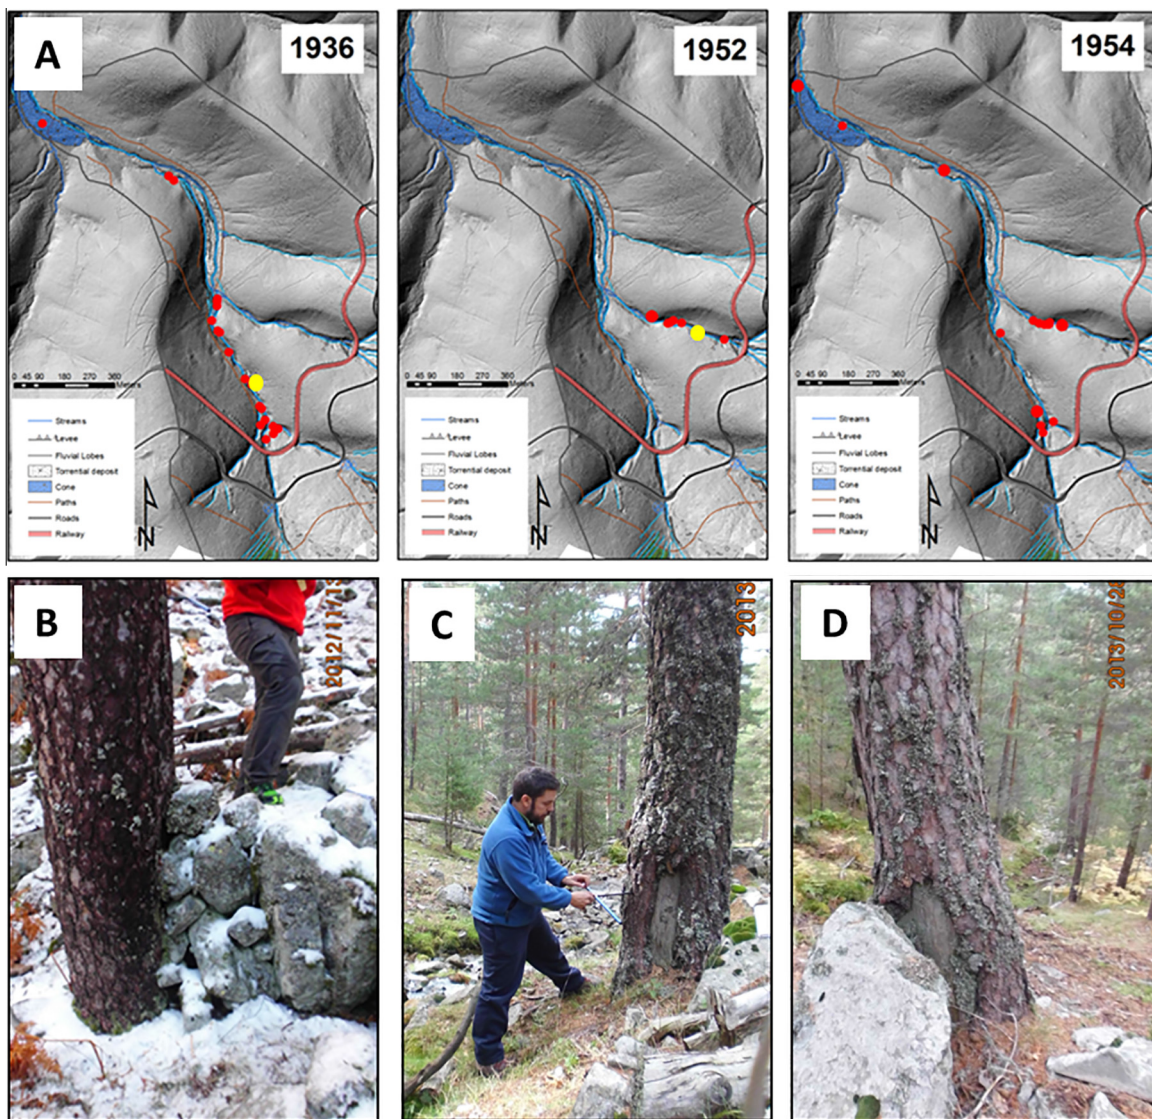 A
1936
1952
1954
0 45 90 180 270 360
Meters
0 45 90 180 270 360
Meters
0 45 90 180 270 360
Meters
Streams
Levee
Fluvial Lobes
Torrential deposit
Cone
Paths
Roads
Railway
N
Streams
Levee
Fluvial Lobes
Torrential deposit
Cone
Paths
Roads
Railway
N
Streams
Levee
Fluvial Lobes
Torrential deposit
Cone
Paths
Roads
Railway
N
B
2012/11/1
C
2013
D
2013/10/2